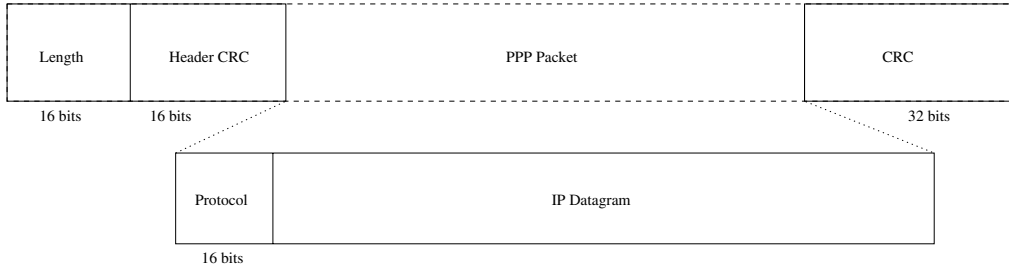 Length Header CRC PPP Packet CRC
16 bits 16 bits 32 bits
Protocol IP Datagram
16 bits